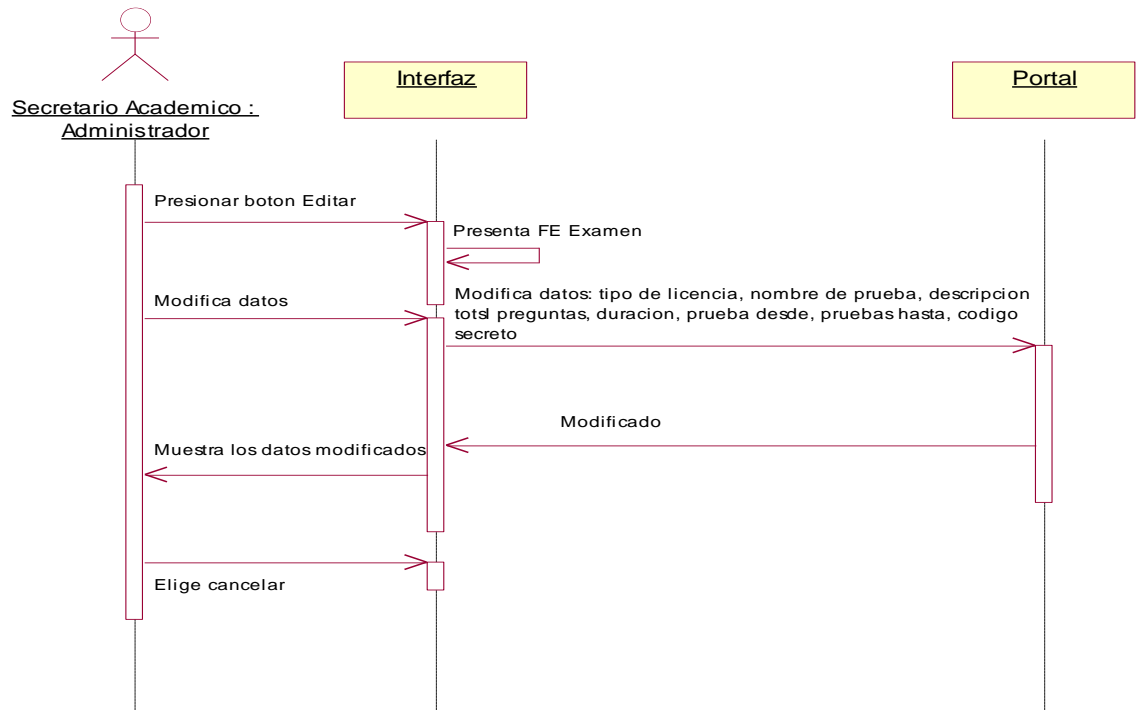 Interfaz
Portal
Secretario Academico :
Administrador
Presionar boton Editar
Presenta FE Examen
Modifica datos
Modifica datos: tipo de licencia, nombre de prueba, descripcion
totsl preguntas, duracion, prueba desde, pruebas hasta, codigo
secreto
Modificado
Muestra los datos modificados
Elige cancelar